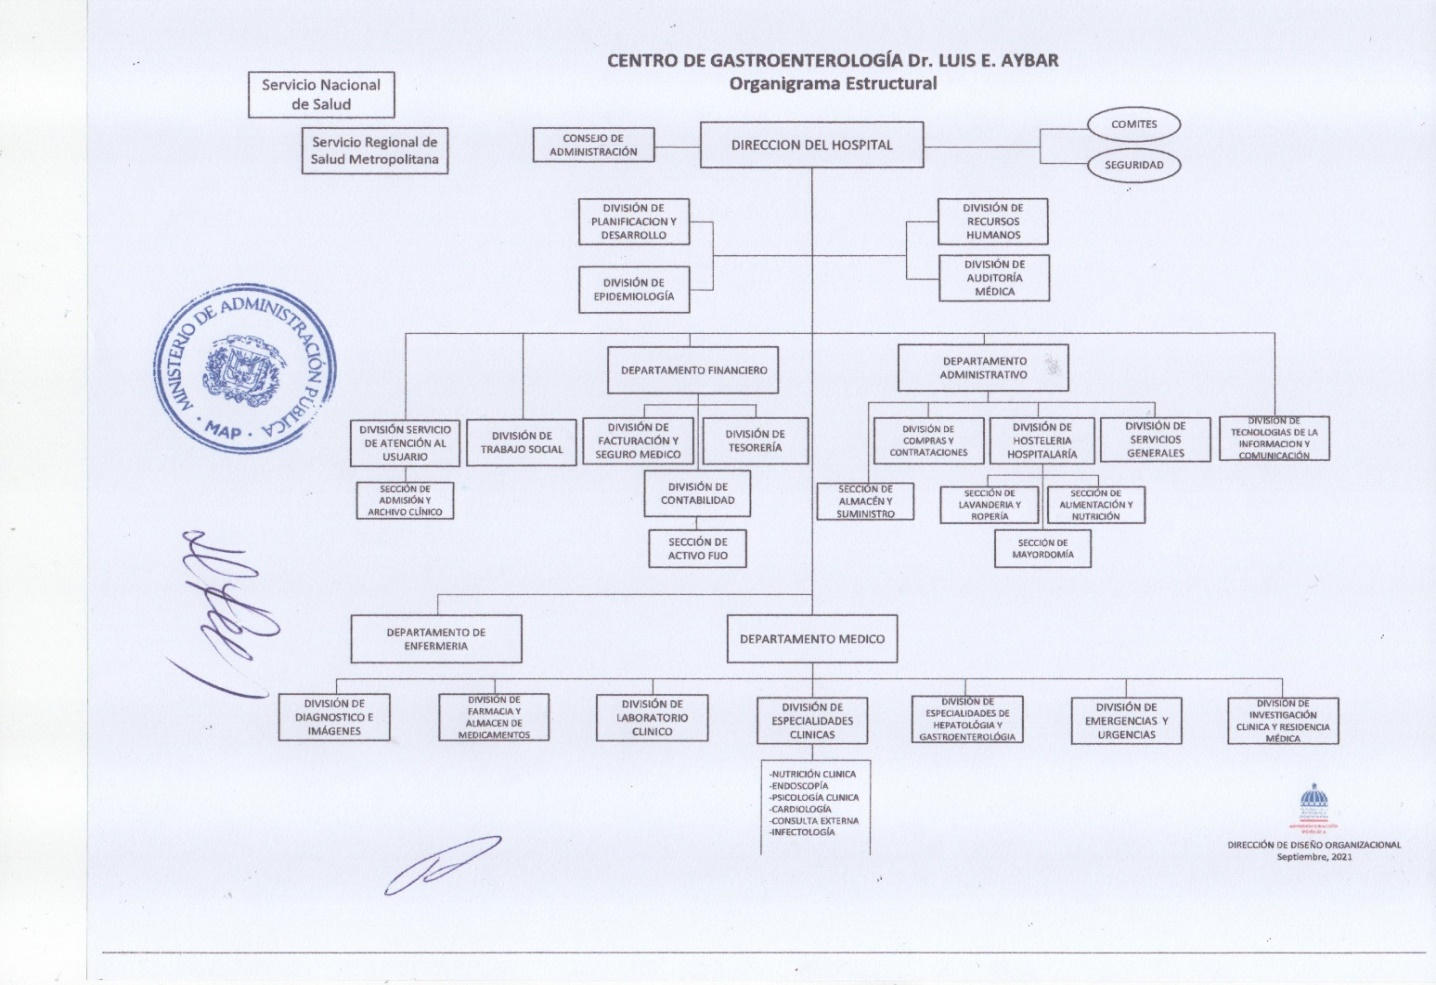 CENTRO DE GASTROENTEROLOGÍA Dr. LUIS E. AYBAR
Organigrama Estructural
Servicio Nacional
de Salud
Servicio Regional de
Salud Metropolitana
CONSEJO DE
ADMINISTRACIÓN
DIRECCION DEL HOSPITAL
COMITES
SEGURIDAD
DIVISIÓN DE
PLANIFICACION Y
DESARROLLO
DIVISIÓN DE
RECURSOS
HUMANOS
DIVISIÓN DE
EPIDEMIOLOGÍA
DIVISIÓN DE
AUDITORÍA
MÉDICA
MINISTERIO DE ADMINISTRACIÓN PÚBLICA
· MAP ·
DEPARTAMENTO FINANCIERO
DEPARTAMENTO
ADMINISTRATIVO
DIVISIÓN SERVICIO
DE ATENCIÓN AL
USUARIO
DIVISIÓN DE
TRABAJO SOCIAL
DIVISIÓN DE
FACTURACIÓN Y
SEGURO MEDICO
DIVISIÓN DE
TESORERÍA
DIVISIÓN DE
COMPRAS Y
CONTRATACIONES
DIVISIÓN DE
HOSTELERIA
HOSPITALARÍA
DIVISIÓN DE
SERVICIOS
GENERALES
DIVISIÓN DE
TECNOLOGIAS DE LA
INFORMACION Y
COMUNICACIÓN
SECCIÓN DE
ADMISIÓN Y
ARCHIVO CLÍNICO
DIVISIÓN DE
CONTABILIDAD
SECCIÓN DE
ALMACÉN Y
SUMINISTRO
SECCIÓN DE
LAVANDERIA Y
ROPERÍA
SECCIÓN DE
ALIMENTACIÓN Y
NUTRICIÓN
SECCIÓN DE
ACTIVO FIJO
SECCIÓN DE
MAYORDOMÍA
DEPARTAMENTO DE
ENFERMERIA
DEPARTAMENTO MEDICO
DIVISIÓN DE
DIAGNOSTICO E
IMÁGENES
DIVISIÓN DE
FARMACIA Y
ALMACEN DE
MEDICAMENTOS
DIVISIÓN DE
LABORATORIO
CLINICO
DIVISIÓN DE
ESPECIALIDADES
CLINICAS
DIVISIÓN DE
ESPECIALIDADES DE
HEPATOLÓGIA Y
GASTROENTEROLÓGIA
DIVISIÓN DE
EMERGENCIAS Y
URGENCIAS
DIVISIÓN DE
INVESTIGACIÓN
CLINICA Y RESIDENCIA
MÉDICA
-NUTRICIÓN CLINICA
-ENDOSCOPÍA
-PSICOLOGÍA CLINICA
-CARDIOLOGÍA
-CONSULTA EXTERNA
-INFECTOLOGÍA
DIRECCIÓN DE DISEÑO ORGANIZACIONAL
Septiembre, 2021